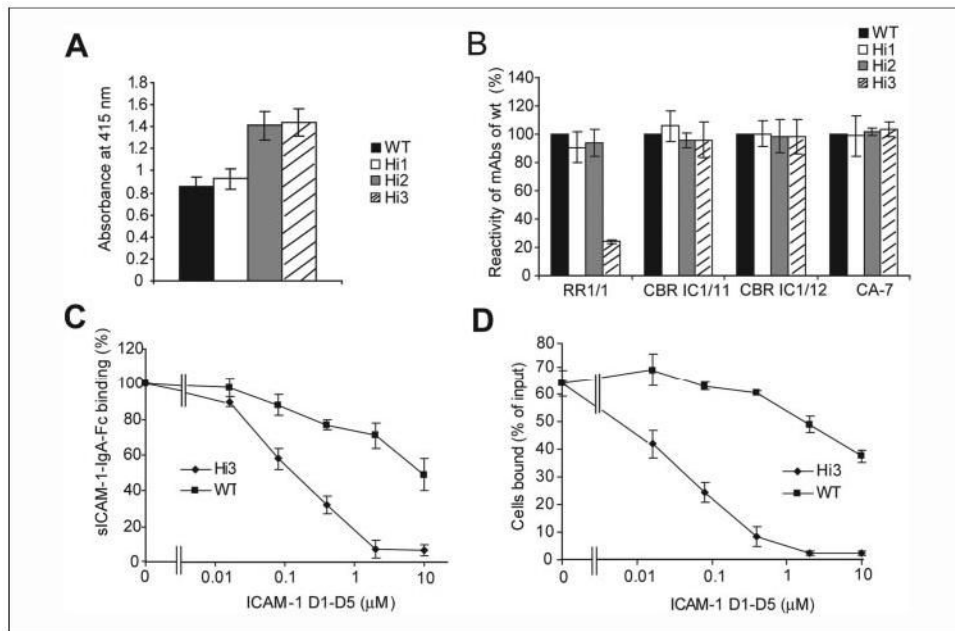 A
Absorbance at 415 nm
1.8
1.6
1.4
1.2
1
0.8
0.6
0.4
0.2
0
WT
Hi1
Hi2
Hi3
B
Reactivity of mAbs of wt (%)
140
120
100
80
60
40
20
0
WT
Hi1
Hi2
Hi3
RR1/1 CBR IC1/11 CBR IC1/12 CA-7
C
sICAM-1-IgA-Fc binding (%)
120
100
80
60
40
20
0
Hi3
WT
0 0.01 0.1 1 10
ICAM-1 D1-D5 (µM)
D
Cells bound (% of input)
80
70
60
50
40
30
20
10
0
Hi3
WT
0 0.01 0.1 1 10
ICAM-1 D1-D5 (µM)